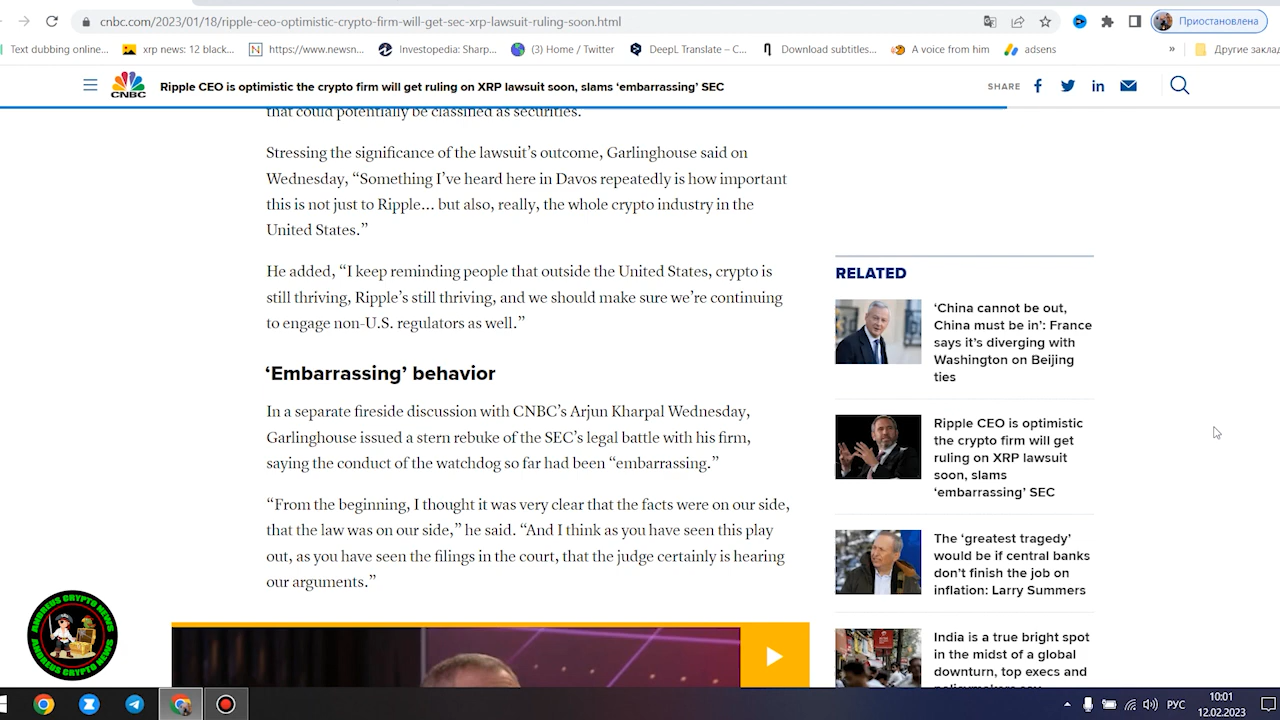 cnbc.com/2023/01/18/ripple-ceo-optimistic-crypto-firm-will-get-sec-xrp-lawsuit-ruling-soon.html
Приостановлена
Text dubbing online...
xrp news: 12 black...
https://www.newsn...
Investopedia: Sharp...
(3) Home / Twitter
DeepL Translate – C...
Download subtitles...
A voice from him
adsens
»
Другие закла
CNBC
Ripple CEO is optimistic the crypto firm will get ruling on XRP lawsuit soon, slams ‘embarrassing’ SEC
SHARE
that could potentially be classified as securities.
Stressing the significance of the lawsuit’s outcome, Garlinghouse said on
Wednesday, “Something I’ve heard here in Davos repeatedly is how important
this is not just to Ripple… but also, really, the whole crypto industry in the
United States.”
He added, “I keep reminding people that outside the United States, crypto is
still thriving, Ripple’s still thriving, and we should make sure we’re continuing
to engage non-U.S. regulators as well.”
‘Embarrassing’ behavior
In a separate fireside discussion with CNBC’s Arjun Kharpal Wednesday,
Garlinghouse issued a stern rebuke of the SEC’s legal battle with his firm,
saying the conduct of the watchdog so far had been “embarrassing.”
“From the beginning, I thought it was very clear that the facts were on our side,
that the law was on our side,” he said. “And I think as you have seen this play
out, as you have seen the filings in the court, that the judge certainly is hearing
our arguments.”
RELATED
‘China cannot be out,
China must be in’: France
says it’s diverging with
Washington on Beijing
ties
Ripple CEO is optimistic
the crypto firm will get
ruling on XRP lawsuit
soon, slams
‘embarrassing’ SEC
The ‘greatest tragedy’
would be if central banks
don’t finish the job on
inflation: Larry Summers
India is a true bright spot
in the midst of a global
downturn, top execs and
policymakers say
ANDREUS CRYPTO NEWS
ANDREUS CRYPTO NEWS
РУС
10:01
12.02.2023